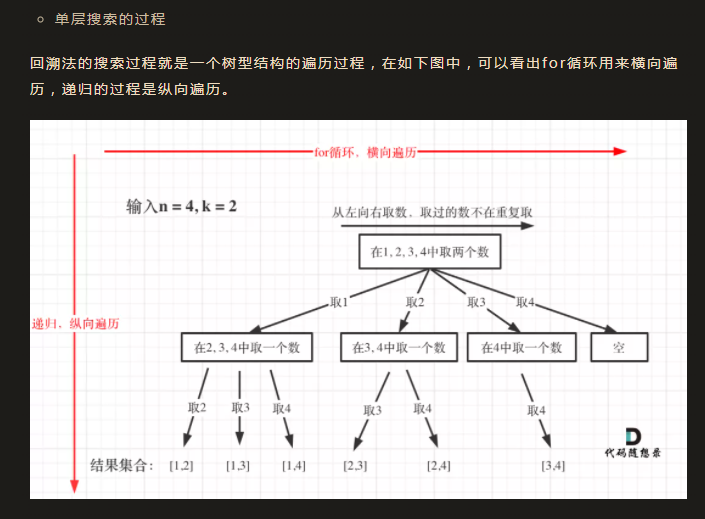 单层搜索的过程
回溯法的搜索过程就是一个树型结构的遍历过程，在如下图中，可以看出for循环用来横向遍
历，递归的过程是纵向遍历。
for循环，横向遍历
输入n = 4, k = 2
从左向右取数，取过的数不在重复取
在1, 2, 3, 4中取两个数
取1 取2 取3 取4
递归，纵向遍历
在2, 3, 4中取一个数 在3, 4中取一个数 在4中取一个数 空
取2 取3 取4 取3 取4 取4
代码随想录
结果集合： [1,2] [1,3] [1,4] [2,3] [2,4] [3,4]